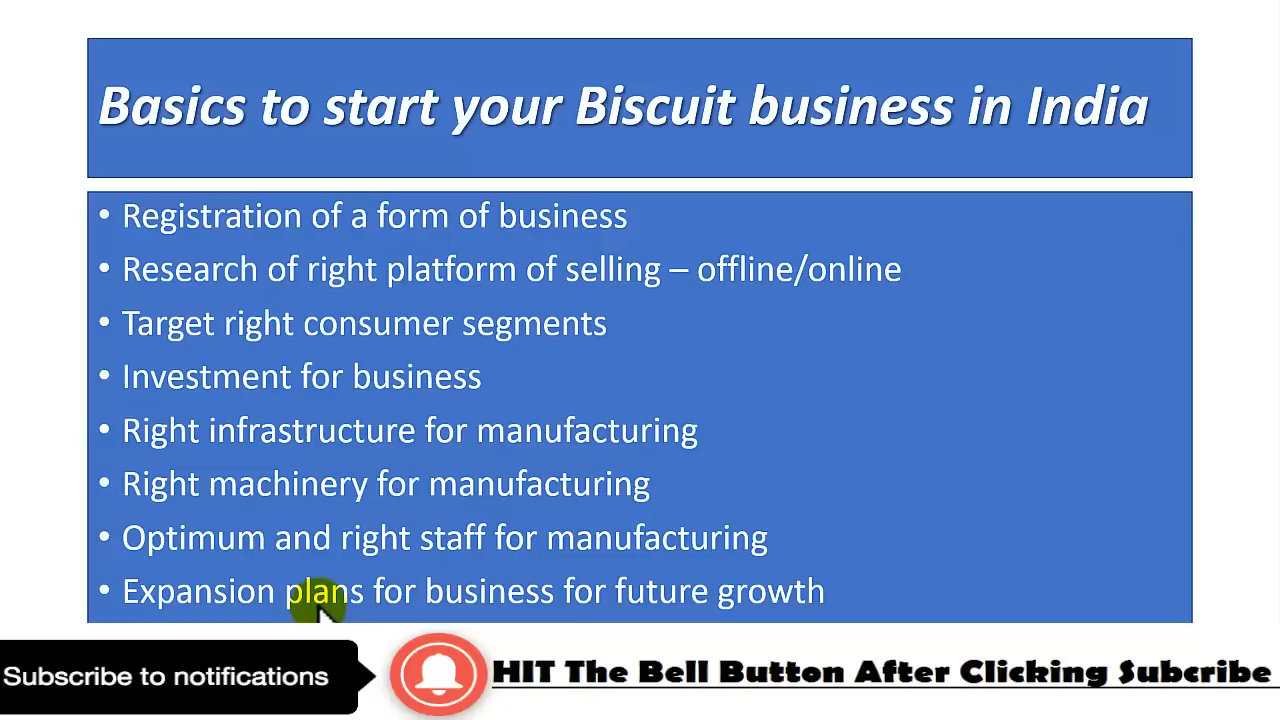 Basics to start your Biscuit business in India
• Registration of a form of business
• Research of right platform of selling – offline/online
• Target right consumer segments
• Investment for business
• Right infrastructure for manufacturing
• Right machinery for manufacturing
• Optimum and right staff for manufacturing
• Expansion plans for business for future growth
Subscribe to notifications
HIT The Bell Button After Clicking Subcribe